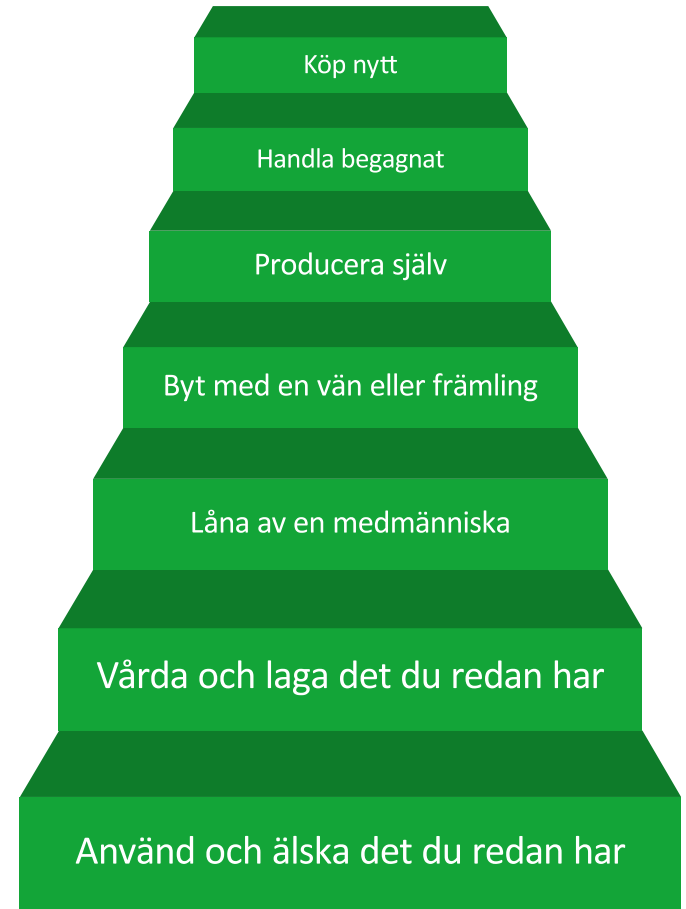 Köp nytt
Handla begagnat
Producera själv
Byt med en vän eller främling
Låna av en medmänniska
Vårda och laga det du redan har
Använd och älska det du redan har